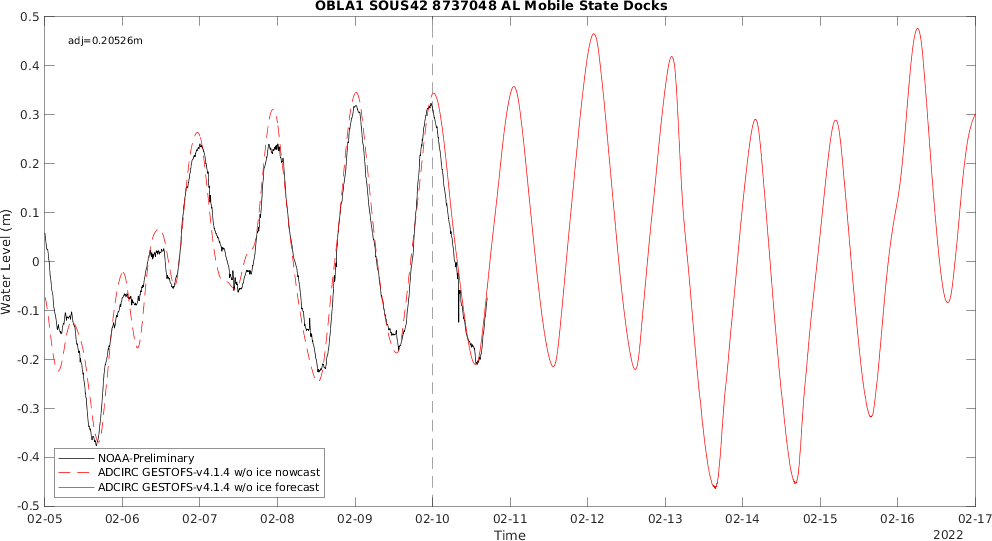 OBLA1 SOUS42 8737048 AL Mobile State Docks
adj=0.20526m
0.5
0.4
0.3
0.2
0.1
0
-0.1
-0.2
-0.3
-0.4
-0.5
Water Level (m)
NOAA-Preliminary
ADCIRC GESTOFS-v4.1.4 w/o ice nowcast
ADCIRC GESTOFS-v4.1.4 w/o ice forecast
02-05 02-06 02-07 02-08 02-09 02-10 02-11 02-12 02-13 02-14 02-15 02-16 02-17
Time
2022